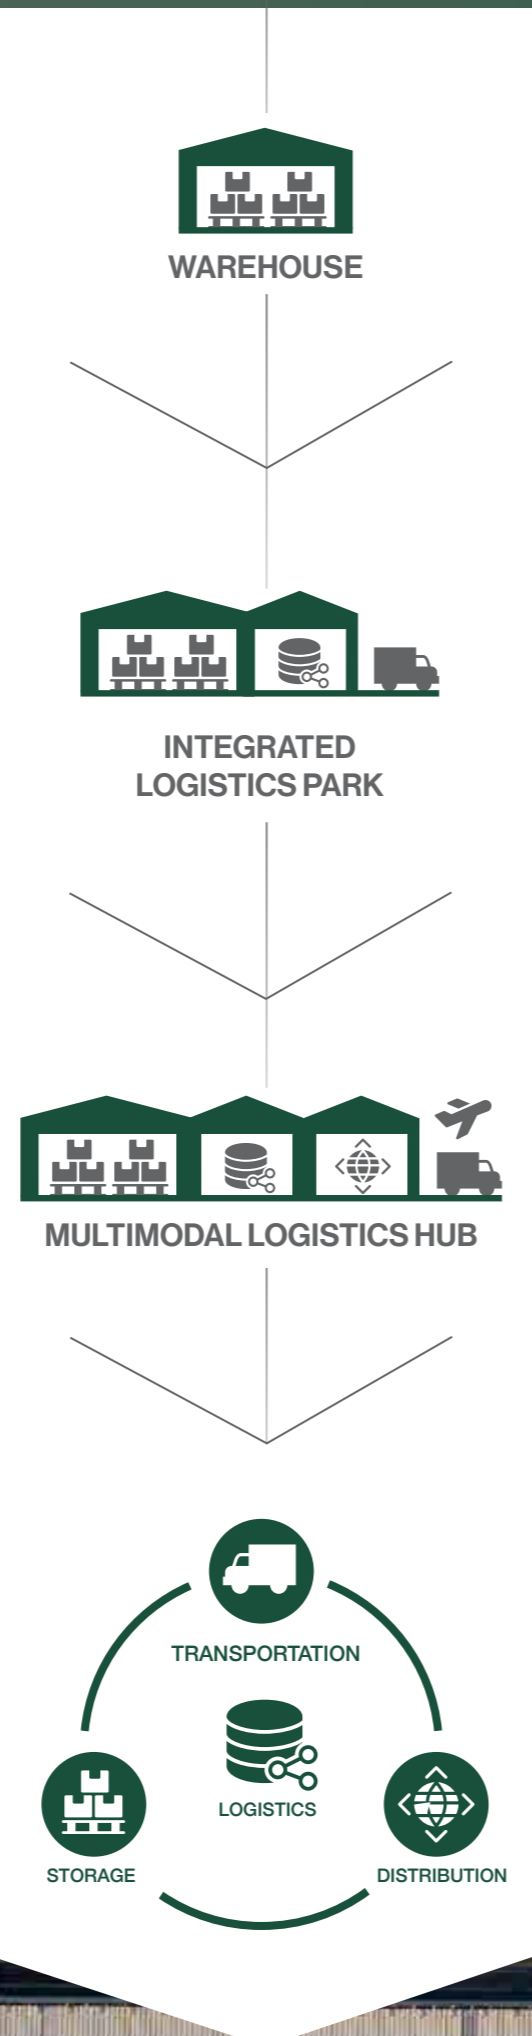 WAREHOUSE
INTEGRATED
LOGISTICS PARK
MULTIMODAL LOGISTICS HUB
TRANSPORTATION
LOGISTICS
STORAGE
DISTRIBUTION